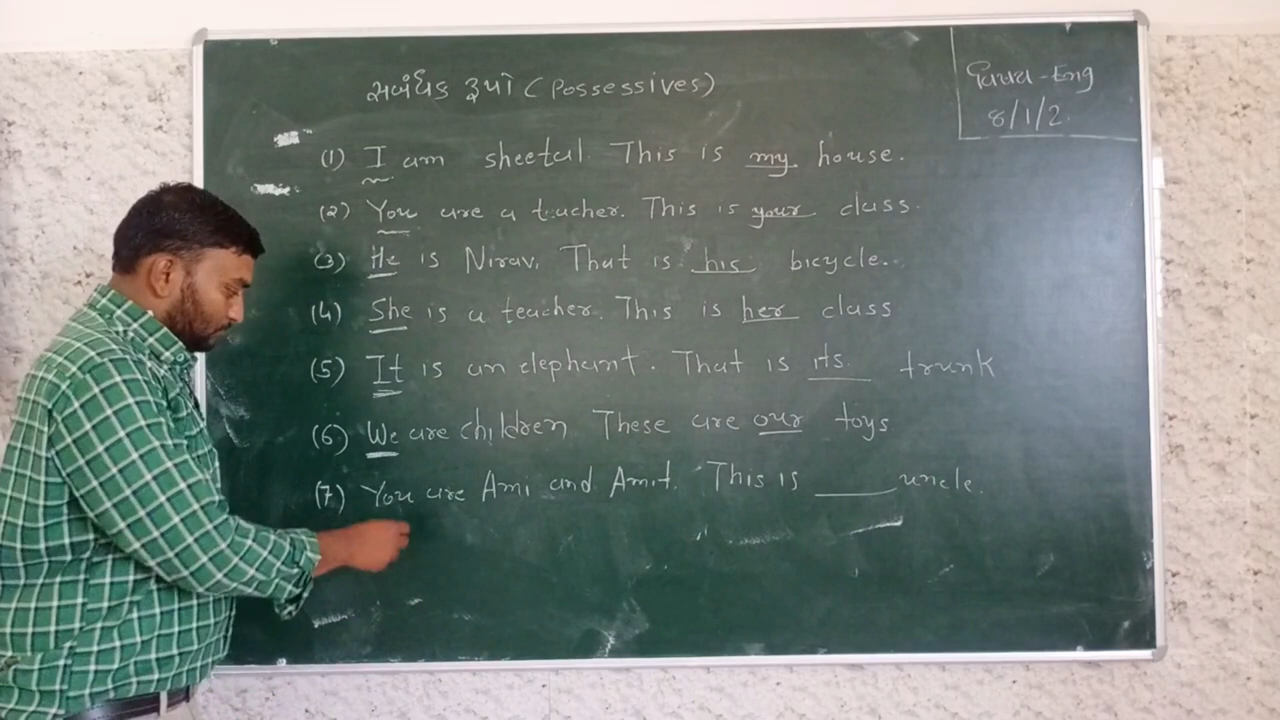 સબંધક રૂપો (Possessives)
વિષય - Eng
8/1/2
(1) I am sheetal. This is my house.
(2) You are a teacher. This is your class.
(3) He is Nirav. That is his bicycle.
(4) She is a teacher. This is her class
(5) It is an elephant. That is its trunk
(6) We are children These are our toys
(7) You are Ami and Amit. This is ____ uncle.